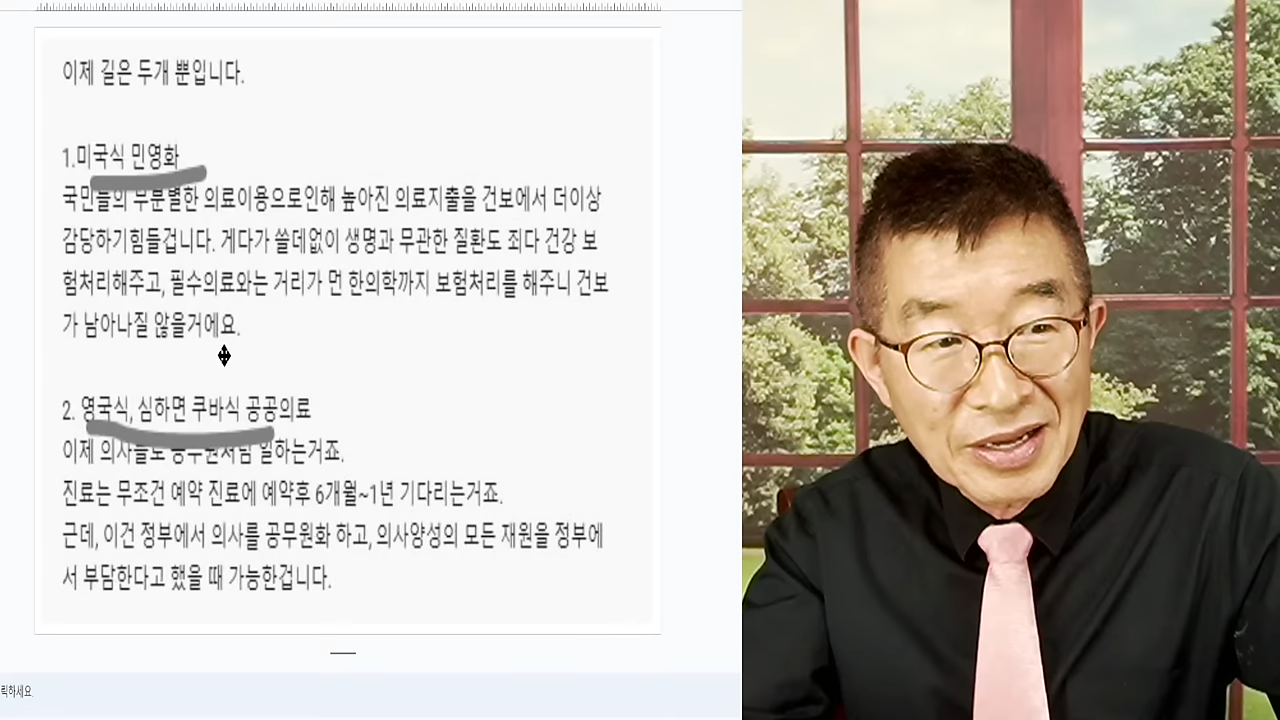 이제 길은 두개 뿐입니다.
1.미국식 민영화
국민들의 무분별한 의료이용으로인해 높아진 의료지출을 건보에서 더이상
감당하기힘들겁니다. 게다가 쓸데없이 생명과 무관한 질환도 죄다 건강 보
험처리해주고, 필수의료와는 거리가 먼 한의학까지 보험처리를 해주니 건보
가 남아나질 않을거에요.
2. 영국식, 심하면 쿠바식 공공의료
이제 의사들도 공무원처럼 일하는거죠.
진료는 무조건 예약 진료에 예약후 6개월~1년 기다리는거죠.
근데, 이건 정부에서 의사를 공무원화 하고, 의사양성의 모든 재원을 정부에
서 부담한다고 했을 때 가능한겁니다.
릭하세요.